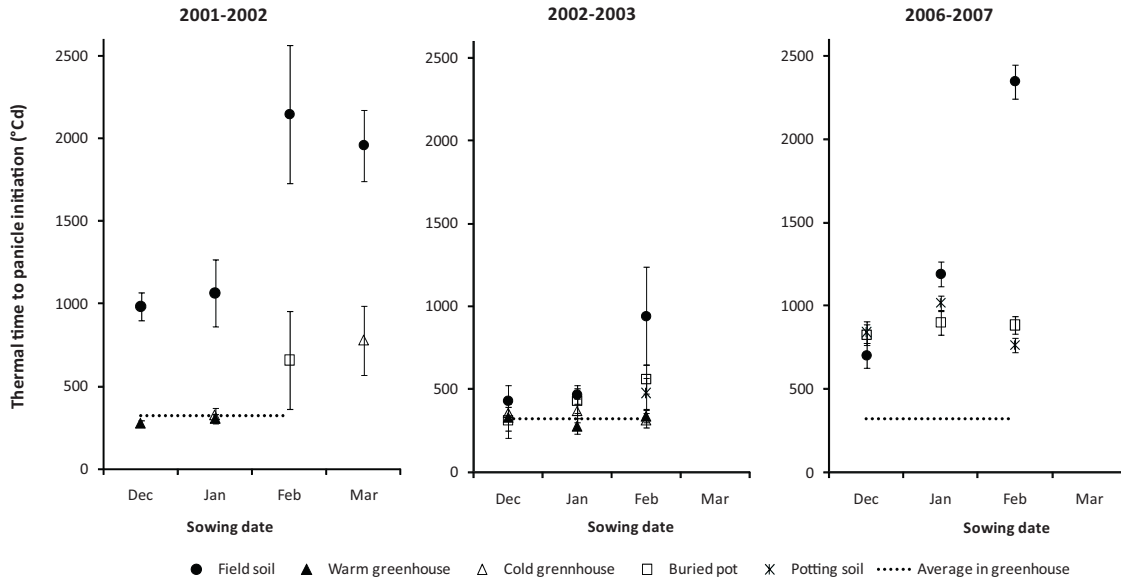 2001-2002
2002-2003
2006-2007
Thermal time to panicle initiation (°Cd)
2500
2000
1500
1000
500
0
Dec
Jan
Feb
Mar
Sowing date
2500
2000
1500
1000
500
0
Dec
Jan
Feb
Mar
Sowing date
2500
2000
1500
1000
500
0
Dec
Jan
Feb
Mar
Sowing date
Field soil
Warm greenhouse
Cold grennhouse
Buried pot
Potting soil
Average in greenhouse